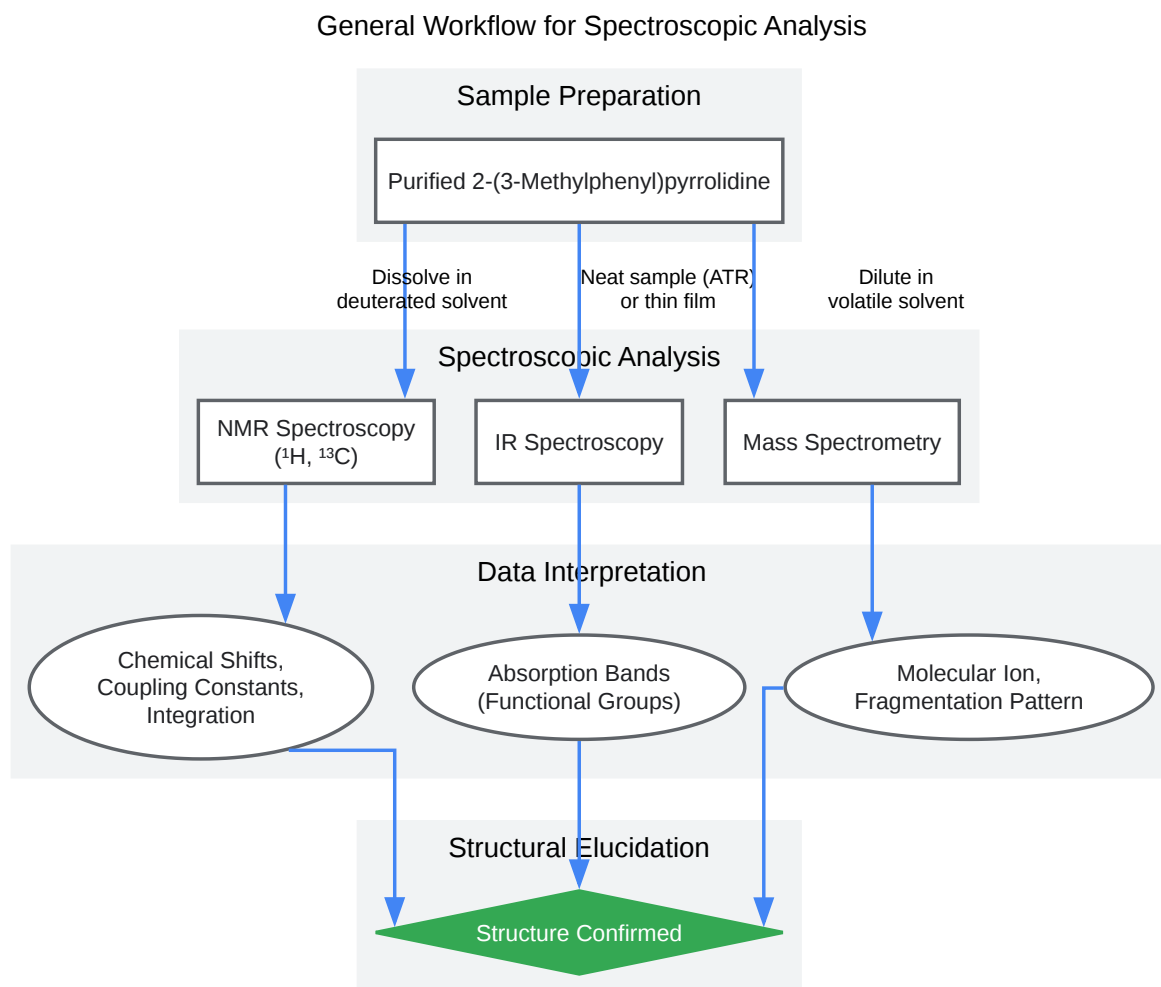 General Workflow for Spectroscopic Analysis
Sample Preparation
Purified 2-(3-Methylphenyl)pyrrolidine
Dissolve in
deuterated solvent
Neat sample (ATR)
or thin film
Dilute in
volatile solvent
Spectroscopic Analysis
NMR Spectroscopy
(¹H, ¹³C)
IR Spectroscopy
Mass Spectrometry
Data Interpretation
Chemical Shifts,
Coupling Constants,
Integration
Absorption Bands
(Functional Groups)
Molecular Ion,
Fragmentation Pattern
Structural Elucidation
Structure Confirmed